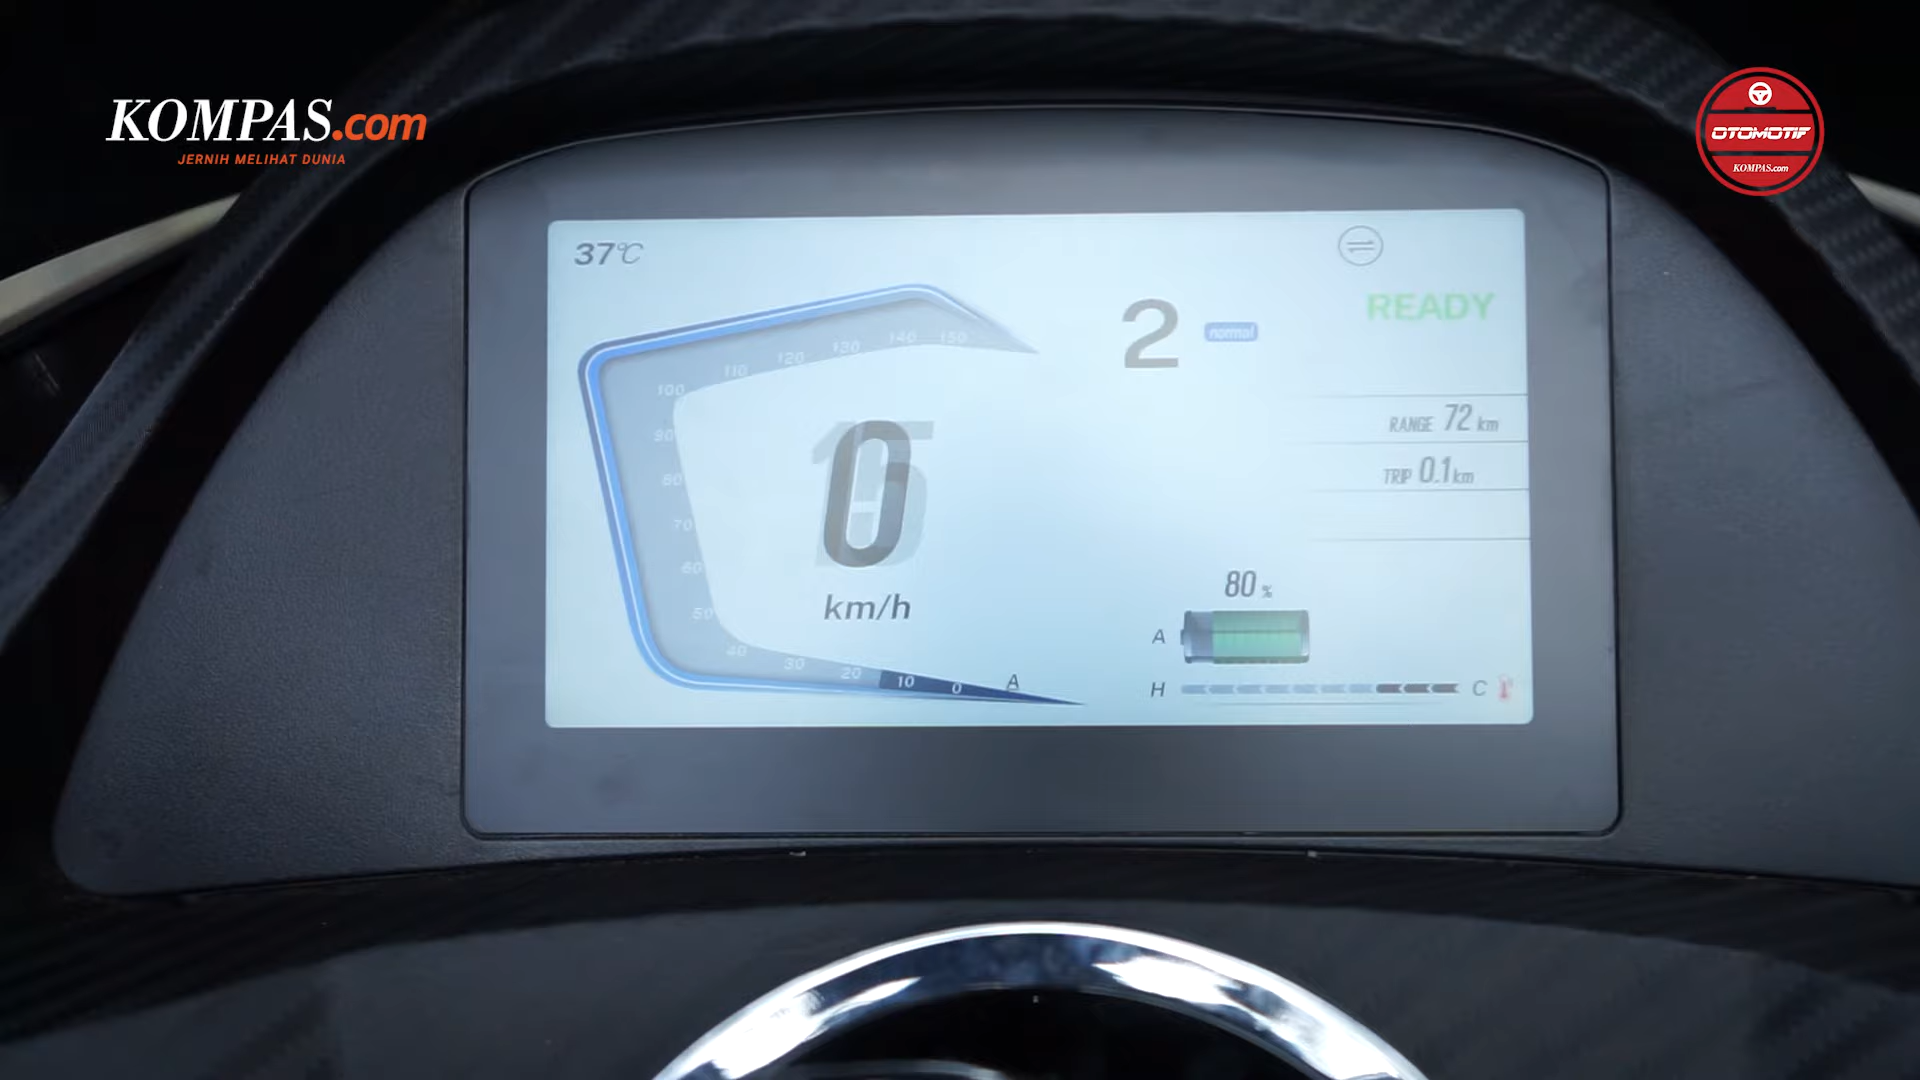 KOMPAS.com
JERNIH MELIHAT DUNIA
OTOMOTIF
KOMPAS.com
37°C
READY
2 normal
150
140
130
120
110
100
90
80
70
60
50
40
30
20
10
0
A
0
km/h
RANGE 72 km
TRIP 0.1 km
80 %
A
H C